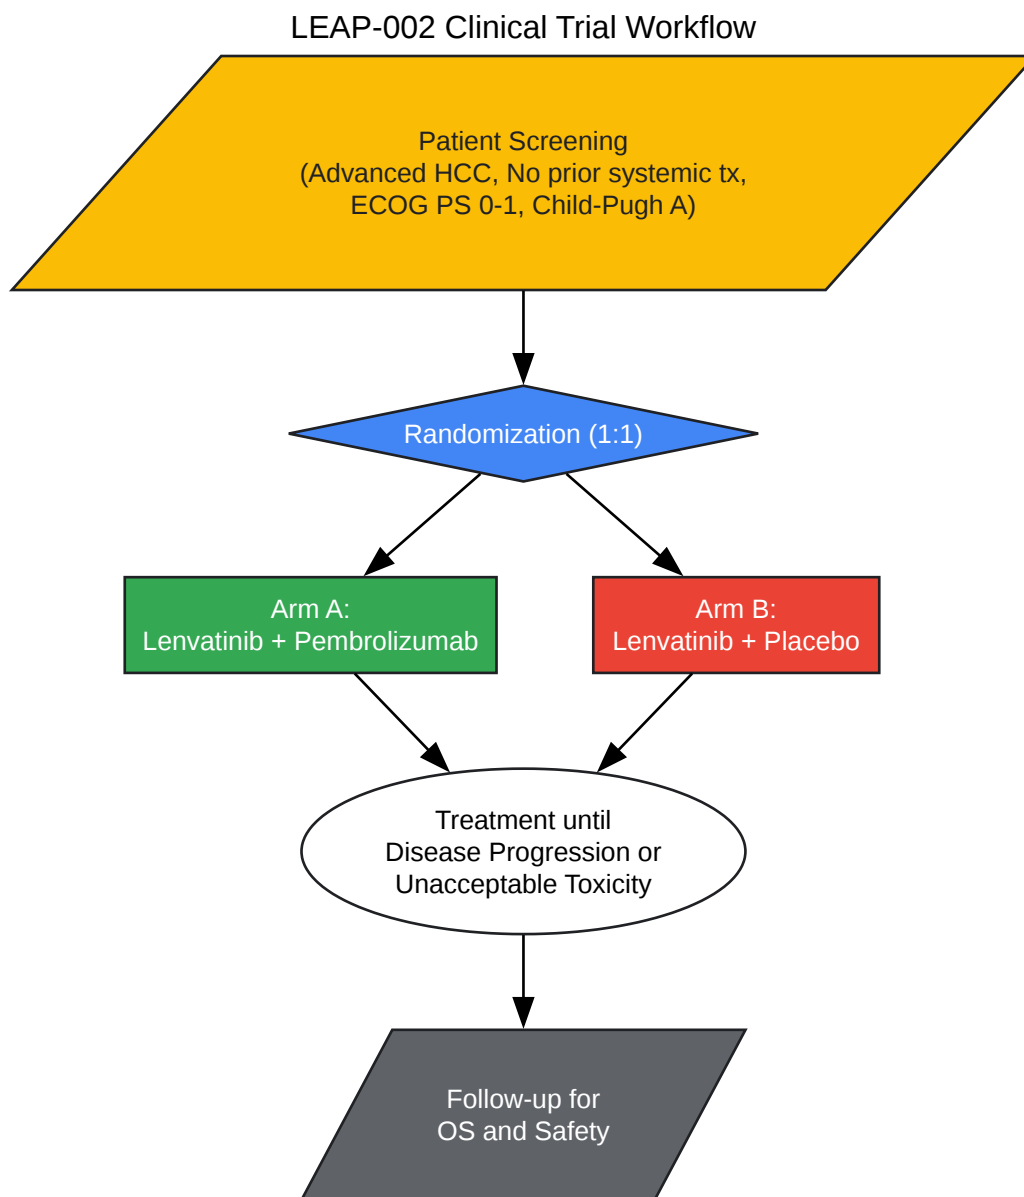 LEAP-002 Clinical Trial Workflow
Patient Screening
(Advanced HCC, No prior systemic tx,
ECOG PS 0-1, Child-Pugh A)
Randomization (1:1)
Arm A:
Lenvatinib + Pembrolizumab
Arm B:
Lenvatinib + Placebo
Treatment until
Disease Progression or
Unacceptable Toxicity
Follow-up for
OS and Safety